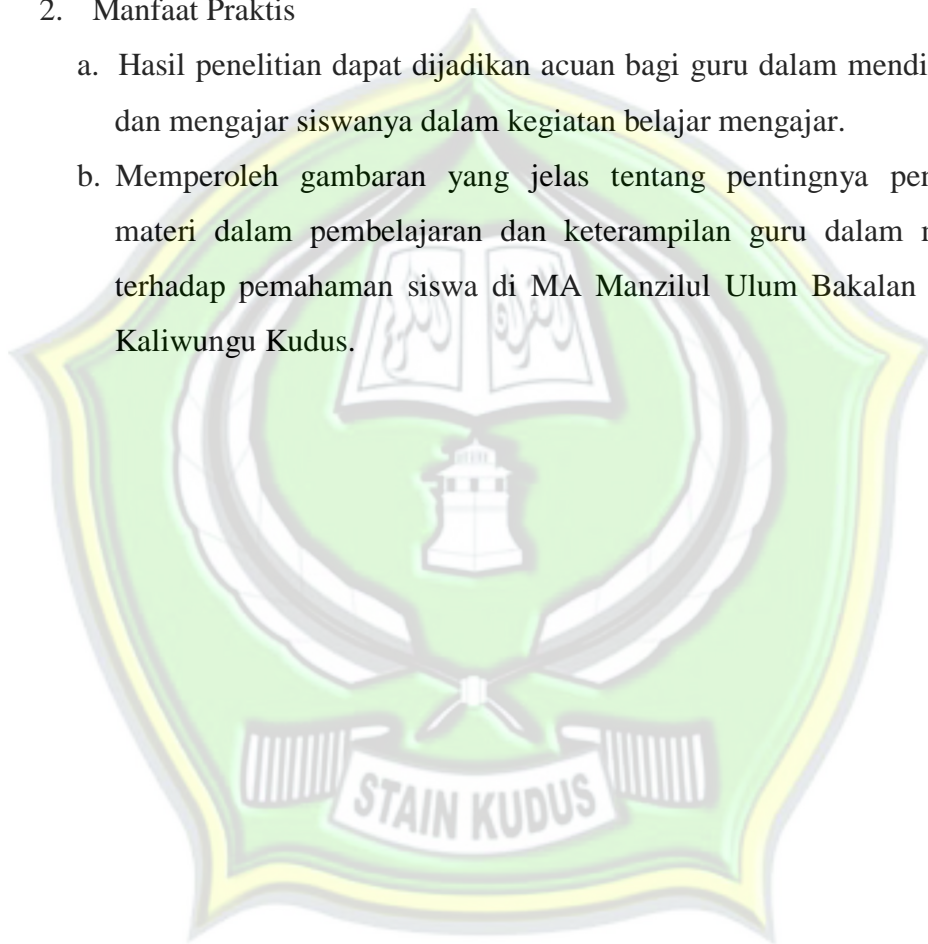 2. Manfaat Praktis
a. Hasil penelitian dapat dijadikan acuan bagi guru dalam
dan mengajar siswanya dalam kegiatan belajar mengajar.
b. Memperoleh gambaran yang jelas tentang pentingnya
materi dalam pembelajaran dan keterampilan guru dalam
terhadap pemahaman siswa di MA Manzilul Ulum Bakalan
Kaliwungu Kudus.
STAIN KUDUS